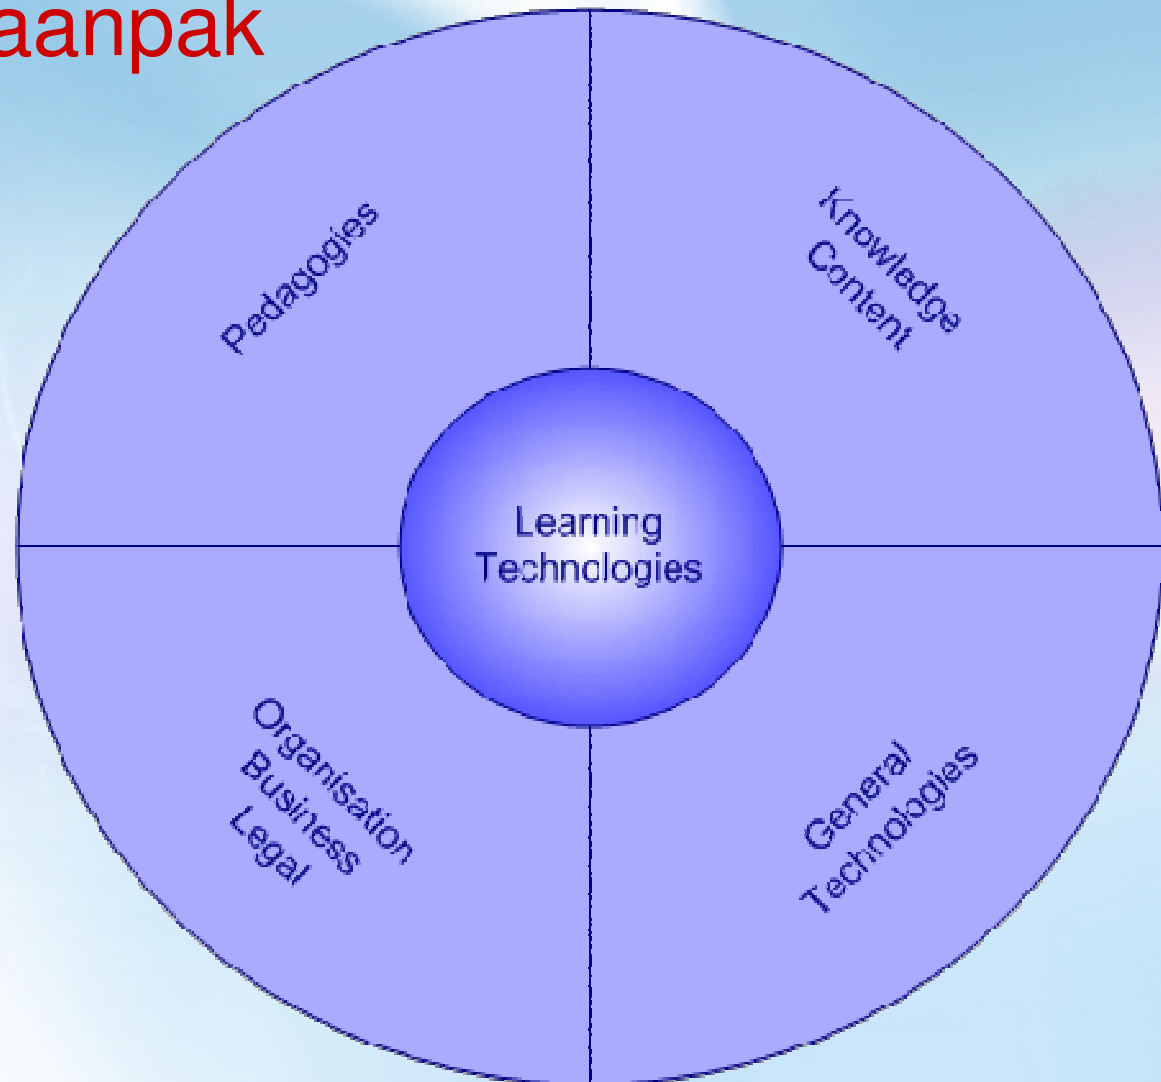 aanpak
Pedagogies
Knowledge
Content
Learning
Technologies
Organisation
Business
Legal
General
Technologies